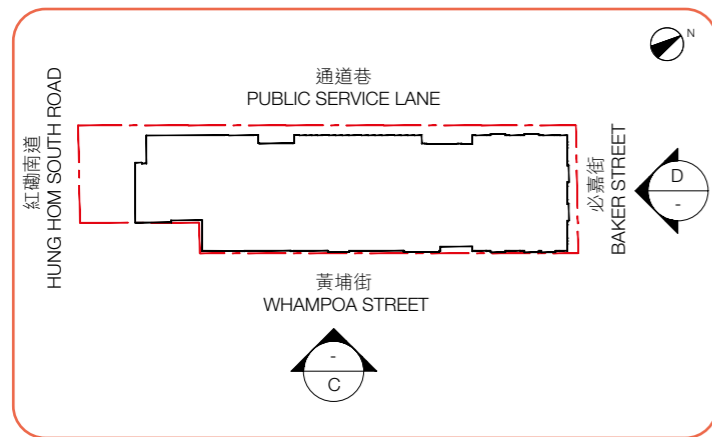 N
通道巷
PUBLIC SERVICE LANE
紅磡南道
HUNG HOM SOUTH ROAD
必嘉街
BAKER STREET
D
-
黃埔街
WHAMPOA STREET
-
C